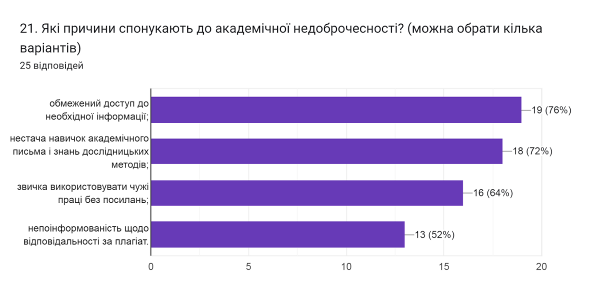 21. Які причини спонукають до академічної недоброчесності? (можна обрати кілька
варіантів)
25 відповідей
обмежений доступ до
необхідної інформації;
19 (76%)
нестача навичок академічного
письма і знань дослідницьких
методів;
18 (72%)
звичка використовувати чужі
праці без посилань;
16 (64%)
непоінформованість щодо
відповідальності за плагіат.
13 (52%)
0 5 10 15 20